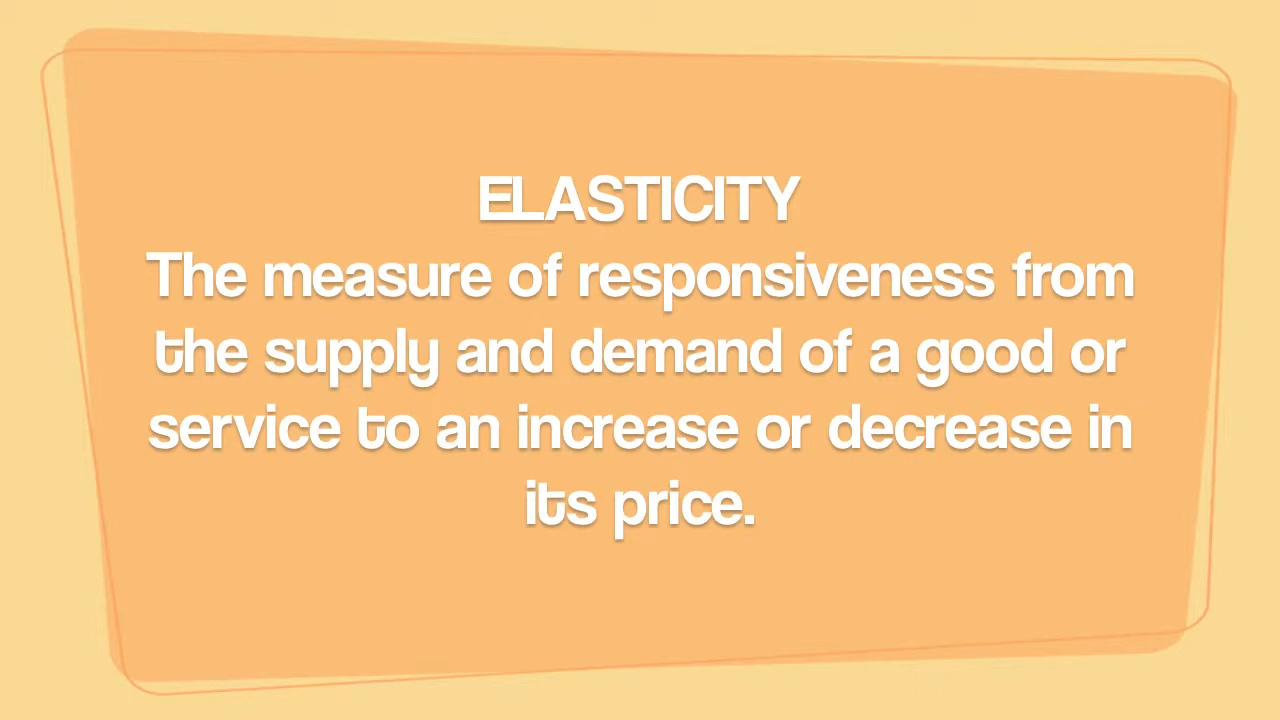 ELASTICITY
The measure of responsiveness from
the supply and demand of a good or
service to an increase or decrease in
its price.